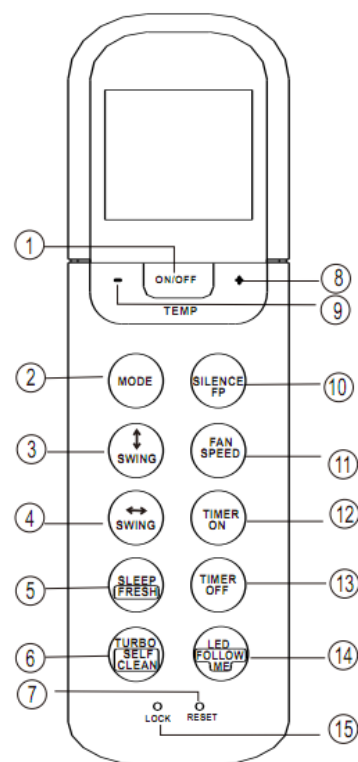 1
ON/OFF
-
+
8
TEMP
9
2
MODE
SILENCE
FP
10
3
SWING
FAN
SPEED
11
4
SWING
TIMER
ON
12
5
SLEEP
FRESH
TIMER
OFF
13
6
TURBO
SELF
CLEAN
LED
FOLLOW
ME
14
7
LOCK
RESET
15